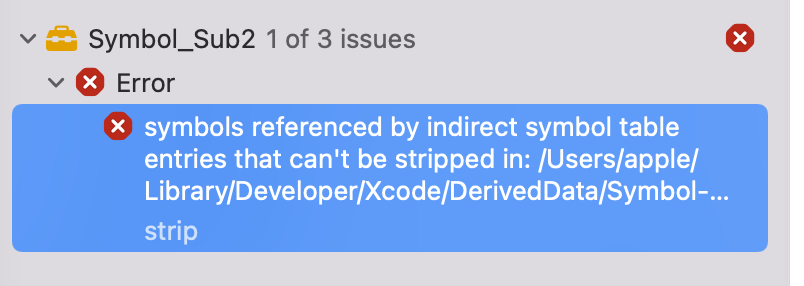 Symbol_Sub2 1 of 3 issues
Error
symbols referenced by indirect symbol table
entries that can't be stripped in: /Users/apple/
Library/Developer/Xcode/DerivedData/Symbol-...
strip